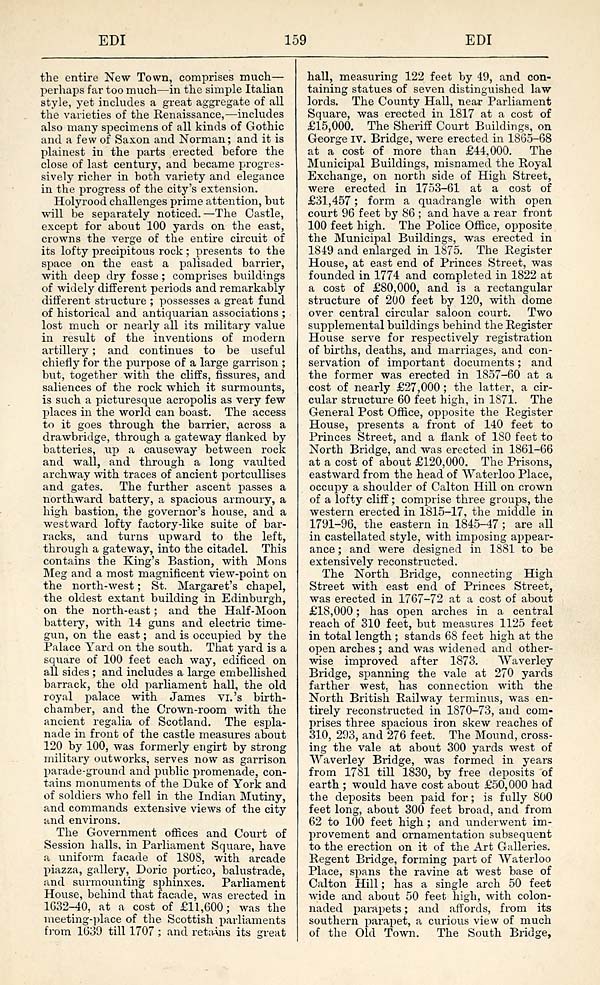 EDI 159 EDI
the entire New Town, comprises much—
perhaps far too much—in the simple Italian
style, yet includes a great aggregate of all
the varieties of the Renaissance,—includes
also many specimens of all kinds of Gothic
and a few of Saxon and Norman; and it is
plainest in the parts erected before the
close of last century, and became progres-
sively richer in both variety and elegance
in the progress of the city's extension.
Holyrood challenges prime attention, but
will be separately noticed.—The Castle,
except for about 100 yards on the east,
crowns the verge of the entire circuit of
its lofty precipitous rock; presents to the
space on the east a palisaded barrier,
with deep dry fosse; comprises buildings
of widely different periods and remarkably
different structure; possesses a great fund
of historical and antiquarian associations;
lost much or nearly all its military value
in result of the inventions of modern
artillery; and continues to be useful
chiefly for the purpose of a large garrison;
but, together with the cliffs, fissures, and
saliences of the rock which it surmounts,
is such a picturesque acropolis as very few
places in the world can boast. The access
to it goes through the barrier, across a
drawbridge, through a gateway flanked by
batteries, up a causeway between rock
and wall, and through a long vaulted
archway with traces of ancient portcullises
and gates. The further ascent passes a
northward battery, a spacious armoury, a
high bastion, the governor's house, and a
westward lofty factory-like suite of bar-
racks, and turns upward to the left,
through a gateway, into the citadel. This
contains the King's Bastion, with Mons
Meg and a most magnificent view-point on
the north-west; St. Margaret's chapel,
the oldest extant building in Edinburgh,
on the north-east; and the Half-Moon
battery, with 14 guns and electric time-
gun, on the east; and is occupied by the
Palace Yard on the south. That yard is a
square of 100 feet each way, edificed on
all sides; and includes a large embellished
barrack, the old parliament hall, the old
royal palace with James VI.'s birth-
chamber, and the Crown-room with the
ancient regalia of Scotland. The espla-
nade in front of the castle measures about
120 by 100, was formerly engirt by strong
military outworks, serves now as garrison
parade-ground and public promenade, con-
tains monuments of the Duke of York and
of soldiers who fell in the Indian Mutiny,
and commands extensive views of the city
and environs.
The Government offices and Court of
Session halls, in Parliament Square, have
a uniform facade of 1808, with arcade
piazza, gallery, Doric portico, balustrade,
and surmounting sphinxes. Parliament
House, behind that facade, was erected in
1632-40, at a cost of £11,600; was the
meeting-place of the Scottish parliaments
from 1639 till 1707; and retains its great
hall, measuring 122 feet by 49, and con-
taining statues of seven distinguished law
lords. The County Hall, near Parliament
Square, was erected in 1817 at a cost of
£15,000. The Sheriff Court Buildings, on
George IV. Bridge, were erected in 1865-68
at a cost of more than £44,000. The
Municipal Buildings, misnamed the Royal
Exchange, on north side of High Street,
were erected in 1753-61 at a cost of
£31,457; form a quadrangle with open
court 96 feet by 86; and have a rear front
100 feet high. The Police Office, opposite
the Municipal Buildings, was erected in
1849 and enlarged in 1875. The Register
House, at east end of Princes Street, was
founded in 1774 and completed in 1822 at
a cost of £80,000, and is a rectangular
structure of 200 feet by 120, with dome
over central circular saloon court. Two
supplemental buildings behind the Register
House serve for respectively registration
of births, deaths, and marriages, and con-
servation of important documents; and
the former was erected in 1857-60 at a
cost of nearly £27,000; the latter, a cir-
cular structure 60 feet high, in 1871. The
General Post Office, opposite the Register
House, presents a front of 140 feet to
Princes Street, and a flank of 180 feet to
North Bridge, and was erected in 1861-66
at a cost of about £120,000. The Prisons,
eastward from the head of Waterloo Place,
occupy a shoulder of Calton Hill on crown
of a lofty cliff; comprise three groups, the
western erected in 1815-17, the middle in
1791-96, the eastern in 1845-47; are all
in castellated style, with imposing appear-
ance; and were designed in 1881 to be
extensively reconstructed.
The North Bridge, connecting High
Street with east end of Princes Street,
was erected in 1767-72 at a cost of about
£18,000; has open arches in a central
reach of 310 feet, but measures 1125 feet
in total length; stands 68 feet high at the
open arches; and was widened and other-
wise improved after 1873. Waverley
Bridge, spanning the vale at 270 yards
farther west, has connection with the
North British Railway terminus, was en-
tirely reconstructed in 1870-73, and com-
prises three spacious iron skew reaches of
310, 293, and 276 feet. The Mound, cross-
ing the vale at about 300 yards west of
Waverley Bridge, was formed in years
from 1781 till 1830, by free deposits of
earth; would have cost about £50,000 had
the deposits been paid for; is fully 800
feet long, about 300 feet broad, and from
62 to 100 feet high; and underwent im-
provement and ornamentation subsequent
to the erection on it of the Art Galleries.
Regent Bridge, forming part of Waterloo
Place, spans the ravine at west base of
Calton Hill; has a single arch 50 feet
wide and about 50 feet high, with colon-
naded parapets; and affords, from its
southern parapet, a curious view of much
of the Old Town. The South Bridge,